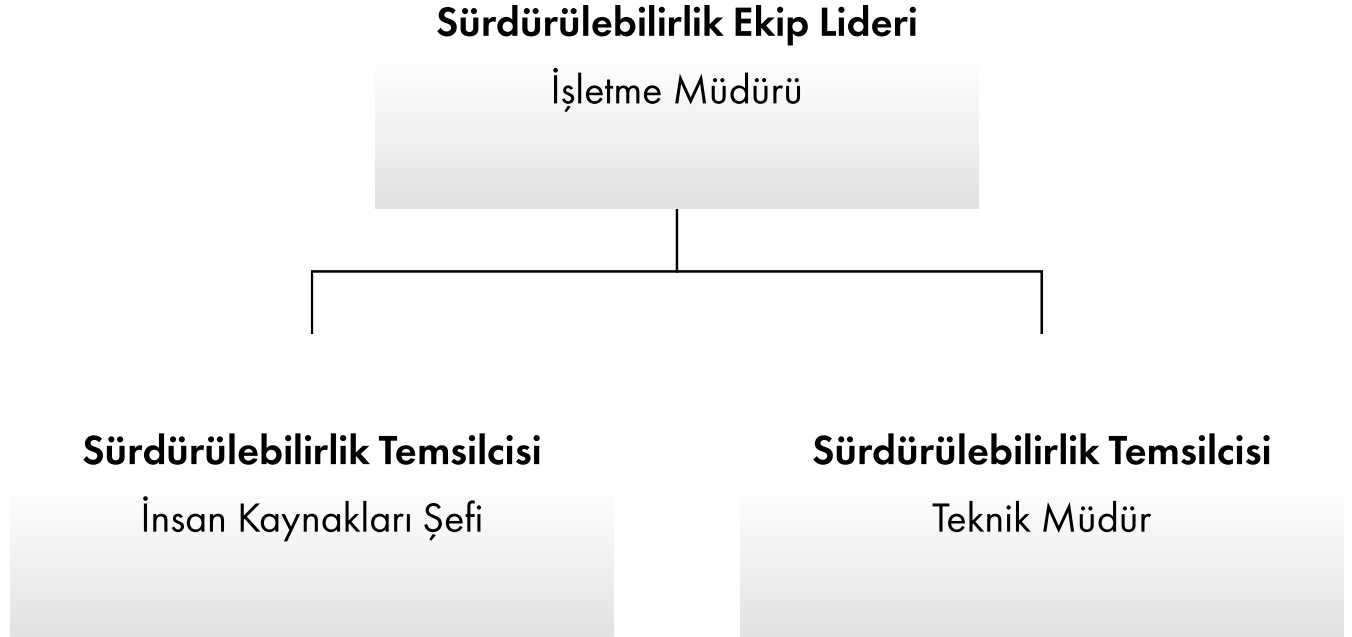 Sürdürülebilirlik Ekip Lideri
İşletme Müdürü
Sürdürülebilirlik Temsilcisi
İnsan Kaynakları Şefi
Sürdürülebilirlik Temsilcisi
Teknik Müdür